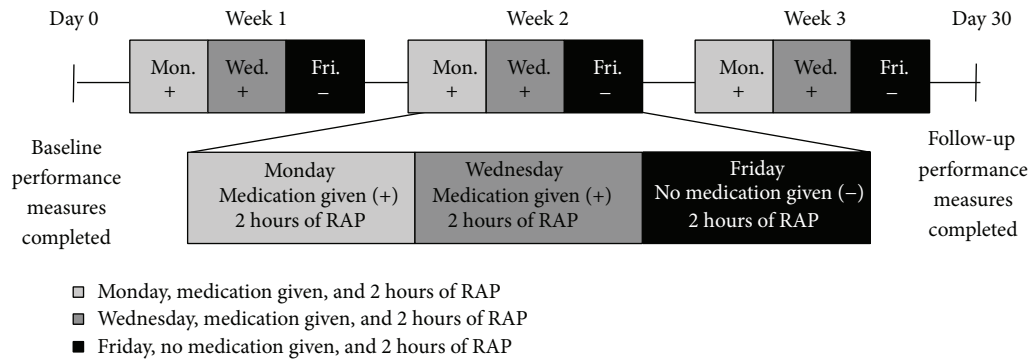 Day 0
Week 1
Week 2
Week 3
Day 30
Mon.
+
Wed.
+
Fri.
−
Mon.
+
Wed.
+
Fri.
−
Mon.
+
Wed.
+
Fri.
−
Baseline
performance
measures
completed
Monday
Medication given (+)
2 hours of RAP
Wednesday
Medication given (+)
2 hours of RAP
Friday
No medication given (−)
2 hours of RAP
Follow-up
performance
measures
completed
Monday, medication given, and 2 hours of RAP
Wednesday, medication given, and 2 hours of RAP
Friday, no medication given, and 2 hours of RAP